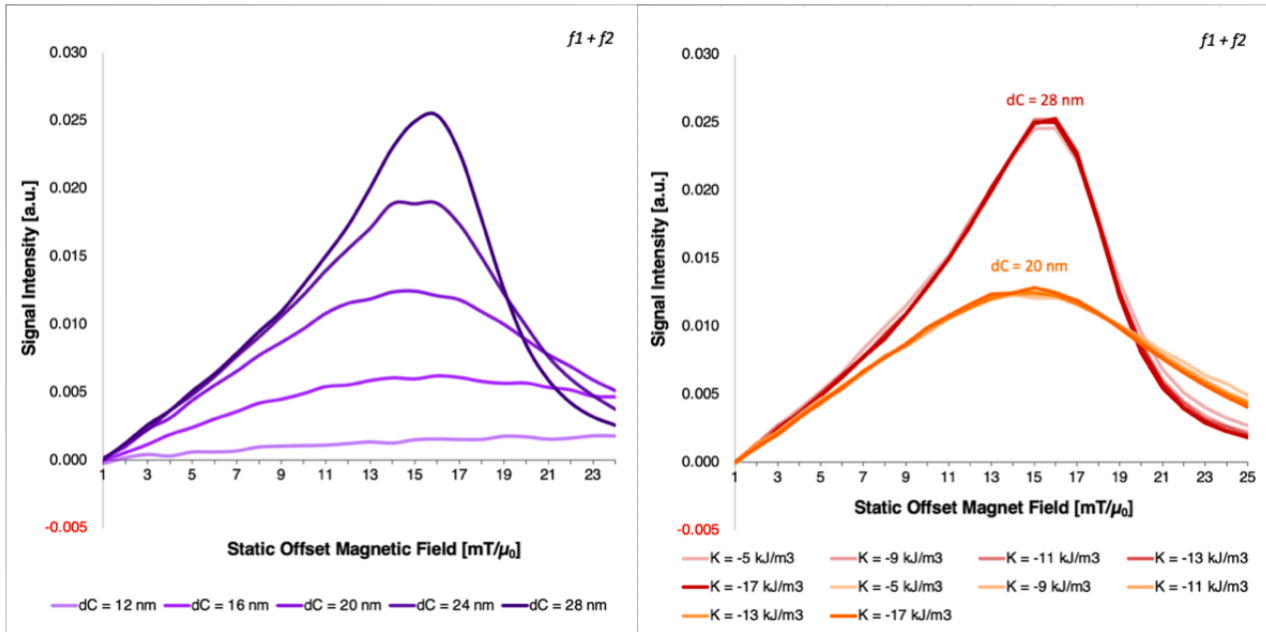 f1 + f2
0.030
0.025
0.020
0.015
0.010
0.005
0.000
-0.005
Signal Intensity [a.u.]
1 3 5 7 9 11 13 15 17 19 21 23
Static Offset Magnetic Field [mT/μ₀]
dC = 12 nm dC = 16 nm dC = 20 nm dC = 24 nm dC = 28 nm
f1 + f2
0.030
0.025
0.020
0.015
0.010
0.005
0.000
-0.005
Signal Intensity [a.u.]
dC = 28 nm
dC = 20 nm
1 3 5 7 9 11 13 15 17 19 21 23 25
Static Offset Magnet Field [mT/μ₀]
K = -5 kJ/m3 K = -9 kJ/m3 K = -11 kJ/m3 K = -13 kJ/m3
K = -17 kJ/m3 K = -5 kJ/m3 K = -9 kJ/m3 K = -11 kJ/m3
K = -13 kJ/m3 K = -17 kJ/m3